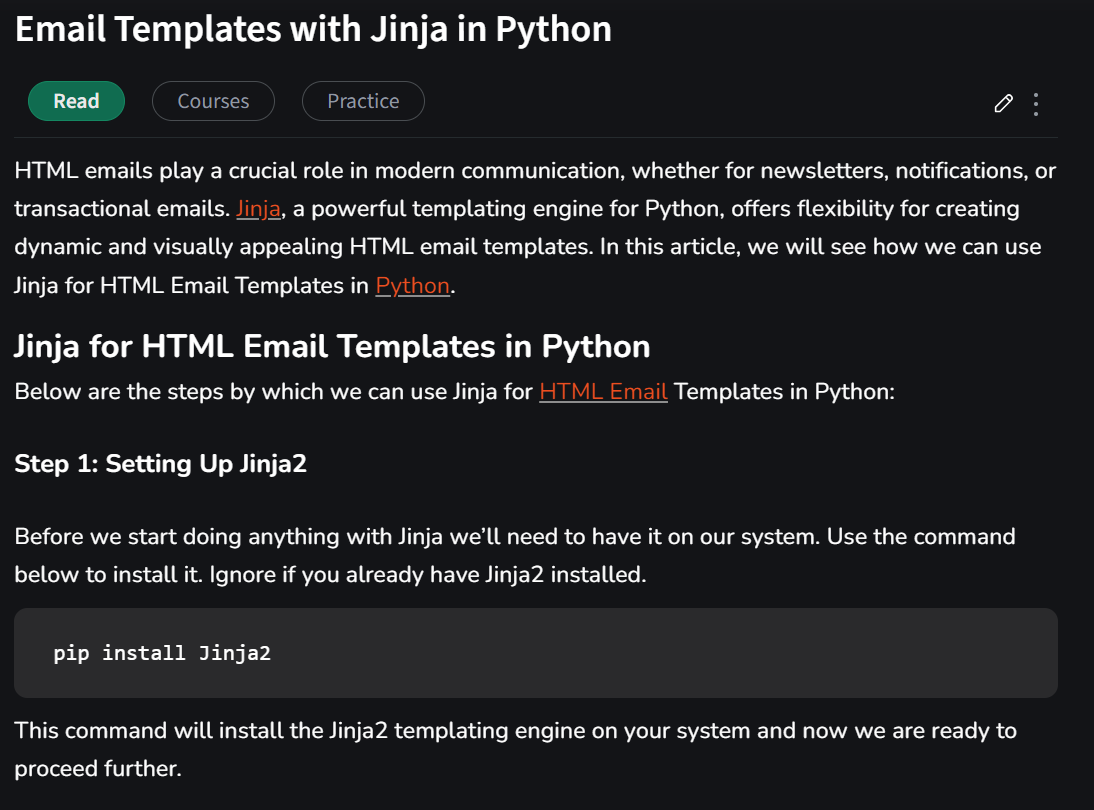 Email Templates with Jinja in Python
Read Courses Practice
HTML emails play a crucial role in modern communication, whether for newsletters, notifications, or
transactional emails. Jinja, a powerful templating engine for Python, offers flexibility for creating
dynamic and visually appealing HTML email templates. In this article, we will see how we can use
Jinja for HTML Email Templates in Python.
Jinja for HTML Email Templates in Python
Below are the steps by which we can use Jinja for HTML Email Templates in Python:
Step 1: Setting Up Jinja2
Before we start doing anything with Jinja we’ll need to have it on our system. Use the command
below to install it. Ignore if you already have Jinja2 installed.
pip install Jinja2
This command will install the Jinja2 templating engine on your system and now we are ready to
proceed further.